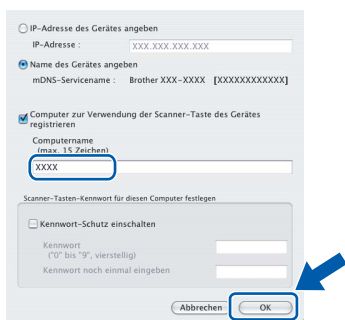 IP-Adresse des Gerätes angeben
IP-Adresse : XXX.XXX.XXX.XXX
Name des Gerätes angeben
mDNS-Servicename : Brother XXX-XXXX [XXXXXXXXXXXX]
Computer zur Verwendung der Scanner-Taste des Gerätes
registrieren
Computername
(max. 15 Zeichen)
XXXX
Scanner-Tasten-Kennwort für diesen Computer festlegen
Kennwort-Schutz einschalten
Kennwort
("0" bis "9", vierstellig)
Kennwort noch einmal eingeben
Abbrechen OK